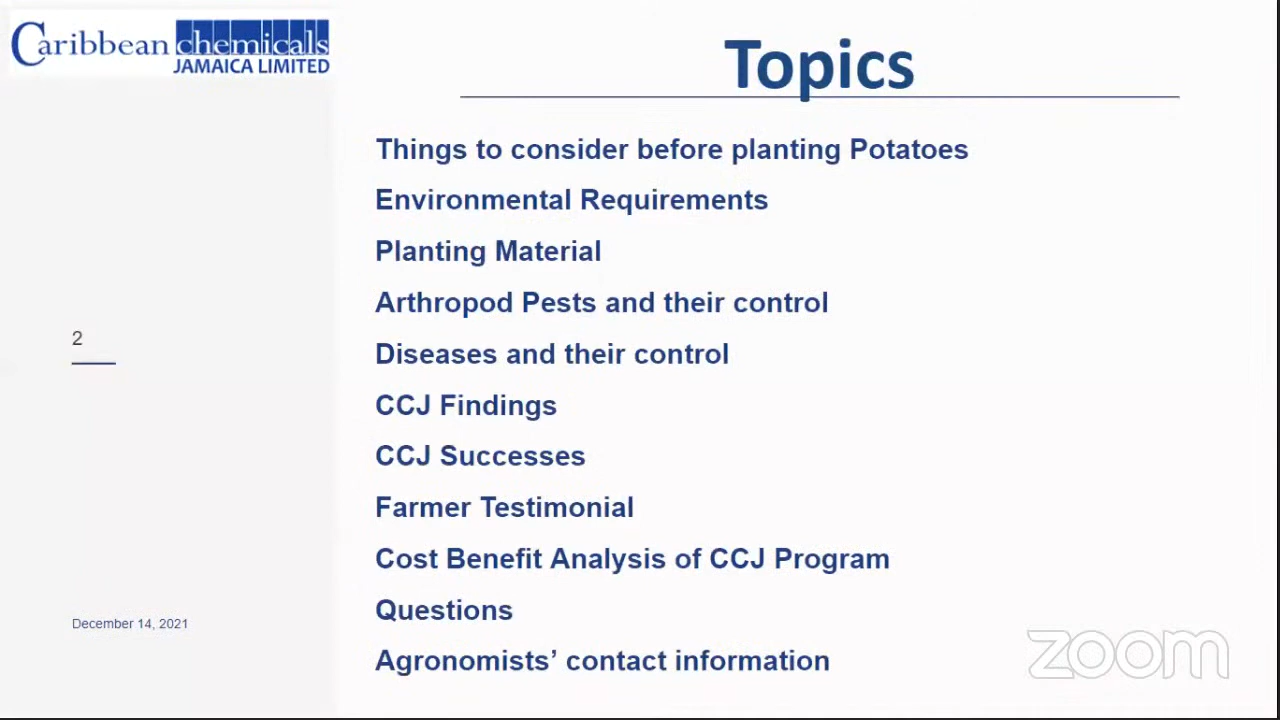 Caribbean chemicals
JAMAICA LIMITED
Topics
Things to consider before planting Potatoes
Environmental Requirements
Planting Material
Arthropod Pests and their control
2
Diseases and their control
CCJ Findings
CCJ Successes
Farmer Testimonial
Cost Benefit Analysis of CCJ Program
Questions
December 14, 2021
Agronomists’ contact information
zoom